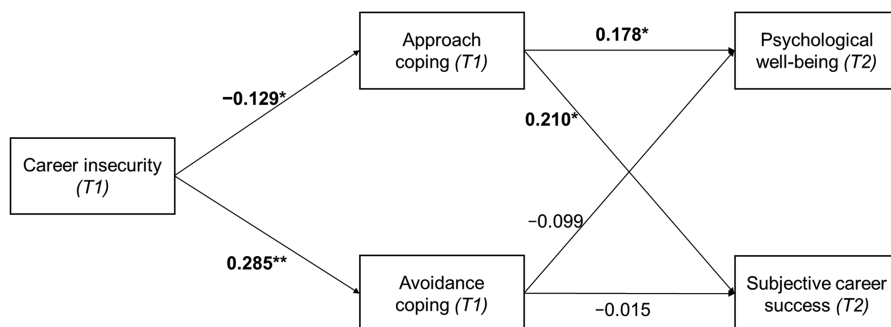 Approach
coping (T1)
0.178*
Psychological
well-being (T2)
−0.129*
0.210*
Career insecurity
(T1)
−0.099
0.285**
Avoidance
coping (T1)
−0.015
Subjective career
success (T2)